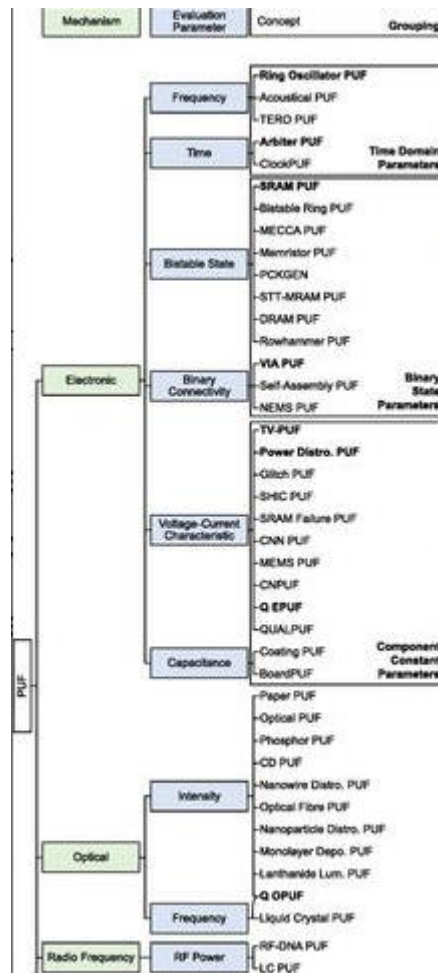 Mechanism
Evaluation
Parameter
Concept
Grouping
Frequency
Ring Oscillator PUF
Acoustical PUF
TERO PUF
Time
Arbiter PUF
ClockPUF
Time Domain
Parameters
Bistable State
SRAM PUF
Bistable Ring PUF
MECCA PUF
Memristor PUF
PCKGEN
STT-MRAM PUF
DRAM PUF
Rowhammer PUF
Electronic
Binary
Connectivity
VIA PUF
Self-Assembly PUF
NEMS PUF
Binary
State
Parameters
Voltage-Current
Characteristic
TV-PUF
Power Distro. PUF
Glitch PUF
SHIC PUF
SRAM Failure PUF
CNN PUF
MEMS PUF
CNPUF
Q EPUF
QUALPUF
Capacitance
Coating PUF
BoardPUF
Component
Constant
Parameters
PUF
Intensity
Paper PUF
Optical PUF
Phosphor PUF
CD PUF
Nanowire Distro. PUF
Optical Fibre PUF
Nanoparticle Distro. PUF
Monolayer Depo. PUF
Lanthanide Lum. PUF
Optical
Frequency
Q OPUF
Liquid Crystal PUF
Radio Frequency
RF Power
RF-DNA PUF
LC PUF